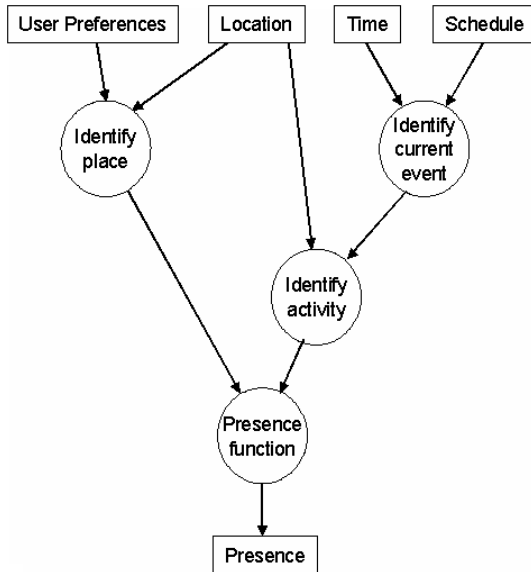 User Preferences
Location
Time
Schedule
Identify
place
Identify
current
event
Identify
activity
Presence
function
Presence